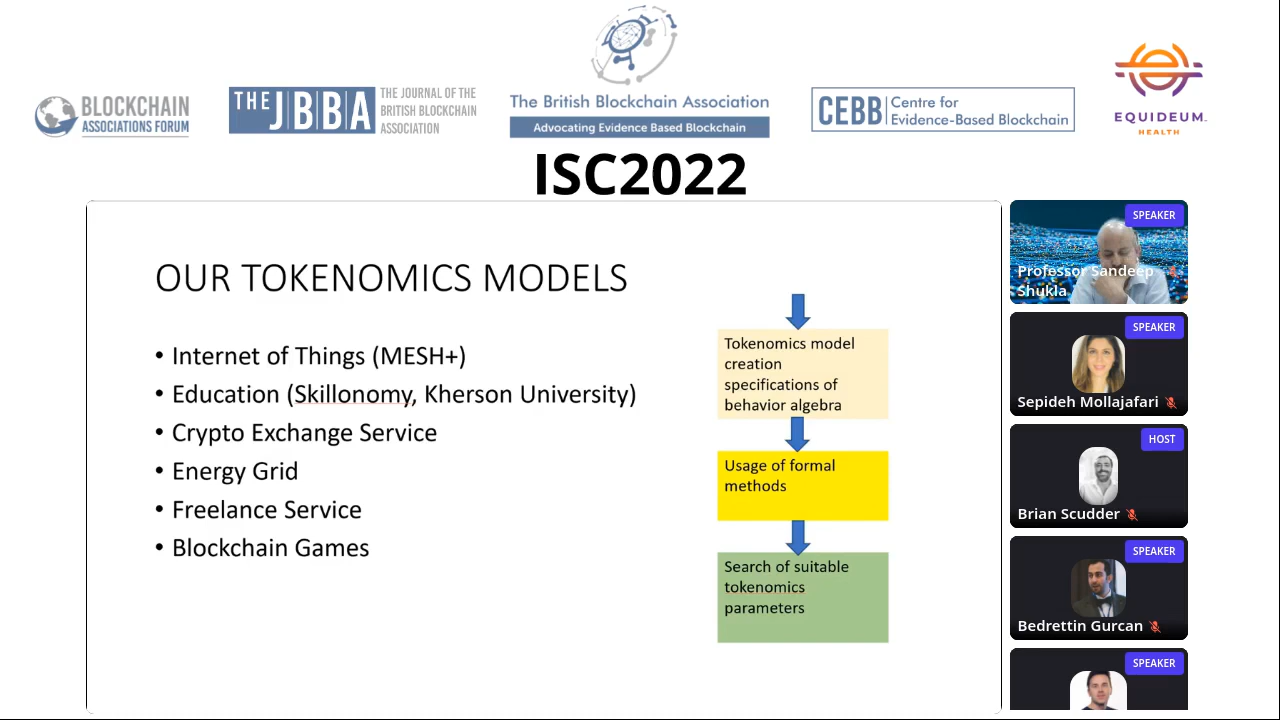 BLOCKCHAIN
ASSOCIATIONS FORUM
THE JBBA
THE JOURNAL OF THE
BRITISH BLOCKCHAIN
ASSOCIATION
The British Blockchain Association
Advocating Evidence Based Blockchain
CEBB
Centre for
Evidence-Based Blockchain
EQUIDEUM
HEALTH
ISC2022
OUR TOKENOMICS MODELS
• Internet of Things (MESH+)
• Education (Skillonomy, Kherson University)
• Crypto Exchange Service
• Energy Grid
• Freelance Service
• Blockchain Games
Tokenomics model
creation
specifications of
behavior algebra
Usage of formal
methods
Search of suitable
tokenomics
parameters
SPEAKER
Professor Sandeep
Shukla
SPEAKER
Sepideh Mollajafari
HOST
Brian Scudder
SPEAKER
Bedrettin Gurcan
SPEAKER